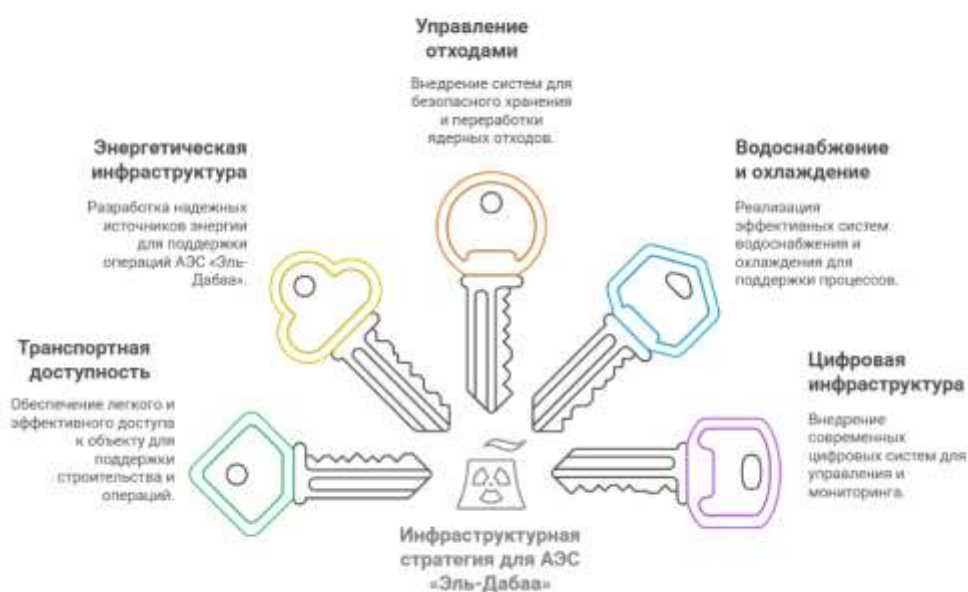 Управление
отходами
Внедрение систем для
безопасного хранения
и переработки
ядерных отходов.
Энергетическая
инфраструктура
Разработка надежных
источников энергии
для поддержки
операций АЭС «Эль-
Дабаа».
Водоснабжение
и охлаждение
Реализация
эффективных систем
водоснабжения и
охлаждения для
поддержки процессов.
Транспортная
доступность
Обеспечение легкого и
эффективного доступа
к объекту для
поддержки
строительства и
операций.
Цифровая
инфраструктура
Внедрение
современных
цифровых систем для
управления и
мониторинга.
Инфраструктурная
стратегия для АЭС
«Эль-Дабаа»